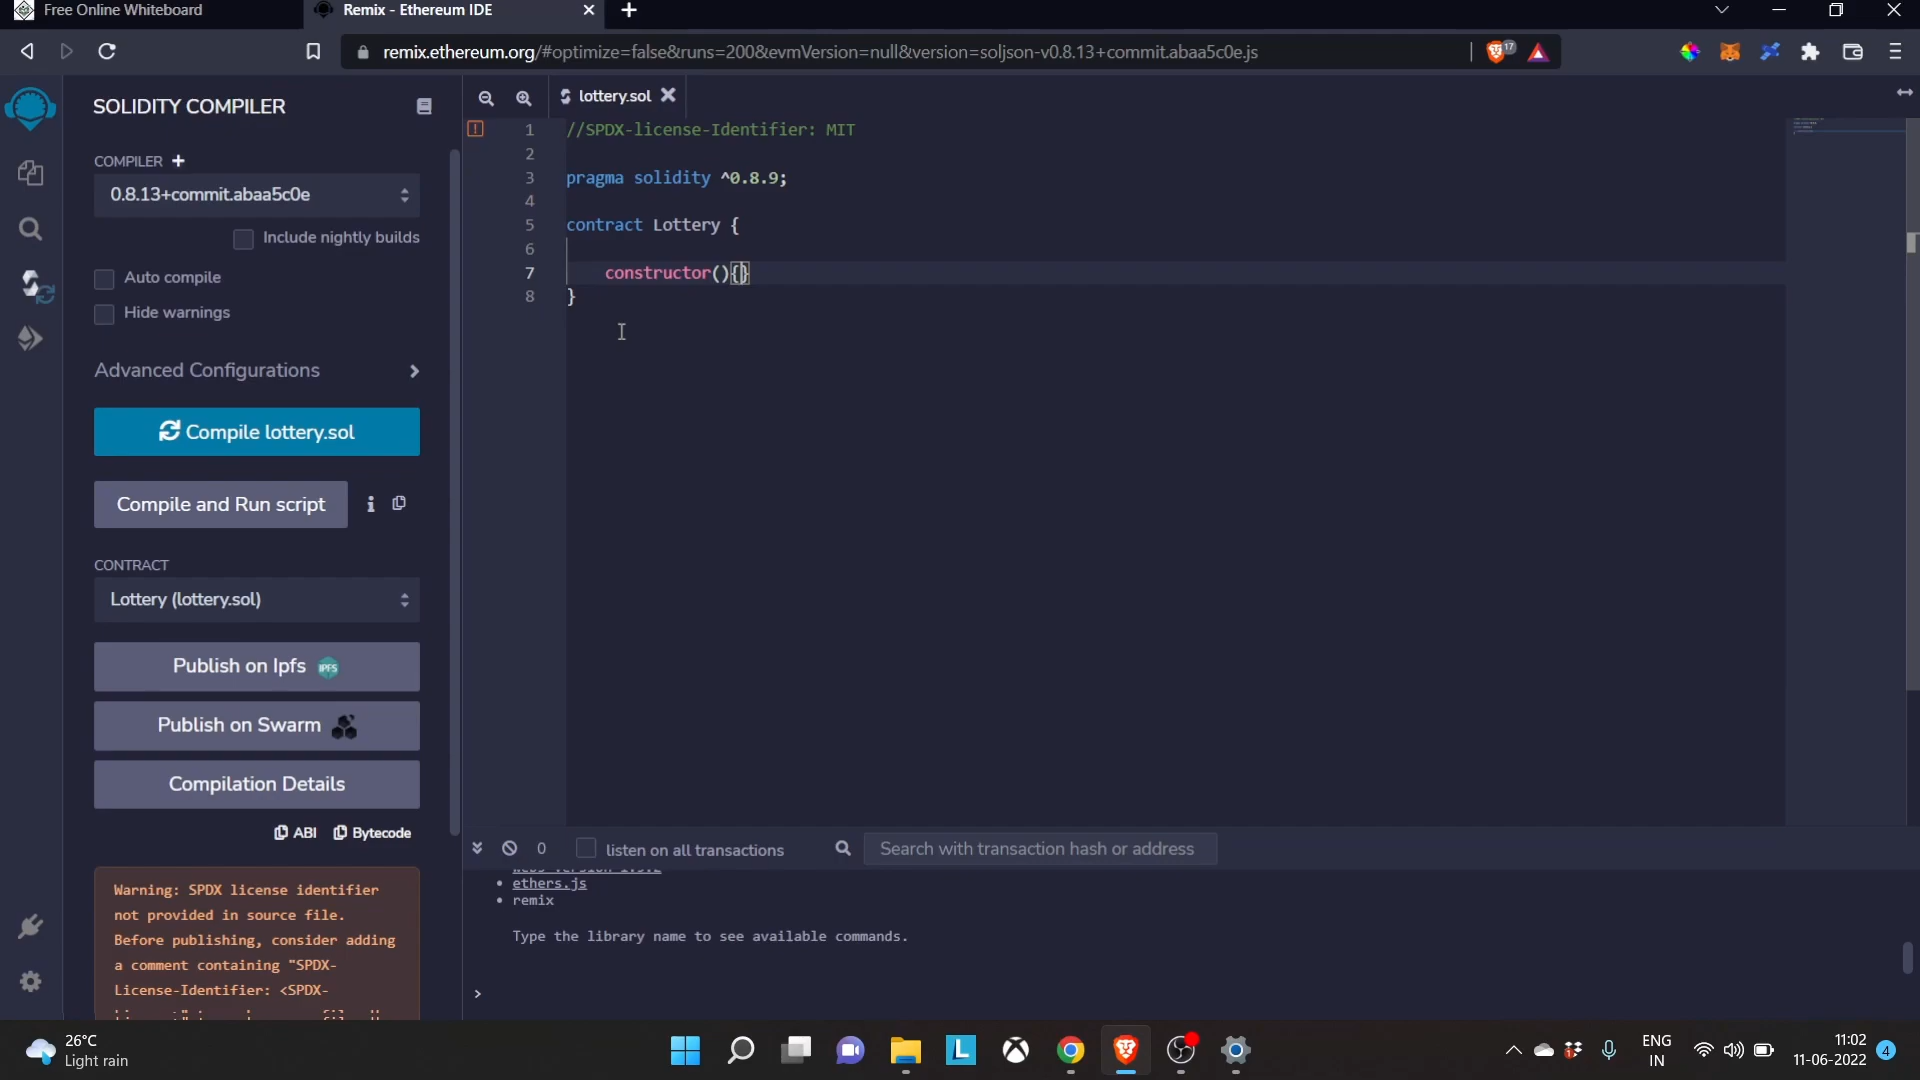 Free Online Whiteboard
Remix - Ethereum IDE
remix.ethereum.org/#optimize=false&runs=200&evmVersion=null&version=soljson-v0.8.13+commit.abaa5c0e.js
17
SOLIDITY COMPILER
COMPILER
0.8.13+commit.abaa5c0e
Include nightly builds
Auto compile
Hide warnings
Advanced Configurations
Compile lottery.sol
Compile and Run script
CONTRACT
Lottery (lottery.sol)
Publish on Ipfs
IPFS
Publish on Swarm
Compilation Details
ABI
Bytecode
Warning: SPDX license identifier
not provided in source file.
Before publishing, consider adding
a comment containing "SPDX-
License-Identifier: <SPDX-
lottery.sol
1 //SPDX-license-Identifier: MIT
2
3 pragma solidity ^0.8.9;
4
5 contract Lottery {
6
7 constructor(){}
8 }
0
listen on all transactions
Search with transaction hash or address
ethers.js
remix
Type the library name to see available commands.
>
26°C
Light rain
ENG
IN
11:02
11-06-2022
4